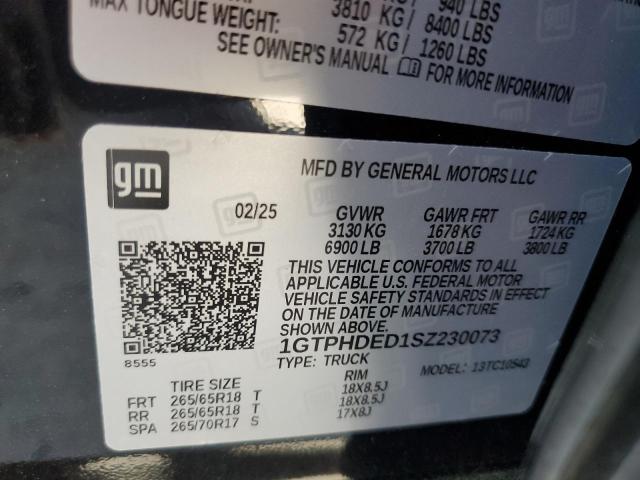 940 LBS
3810 KG/ 8400 LBS
MAX TONGUE WEIGHT: 572 KG/ 1260 LBS
SEE OWNER'S MANUAL FOR MORE INFORMATION
gm
MFD BY GENERAL MOTORS LLC
02/25 GVWR GAWR FRT GAWR RR
3130 KG 1678 KG 1724 KG
6900 LB 3700 LB 3800 LB
THIS VEHICLE CONFORMS TO ALL
APPLICABLE U.S. FEDERAL MOTOR
VEHICLE SAFETY STANDARDS IN EFFECT
ON THE DATE OF MANUFACTURE
SHOWN ABOVE.
1GTPHDED1SZ230073
8555
TYPE: TRUCK MODEL: 13TC10543
TIRE SIZE RIM
FRT 265/65R18 T 18X8.5J
RR 265/65R18 T 18X8.5J
SPA 265/70R17 S 17X8J